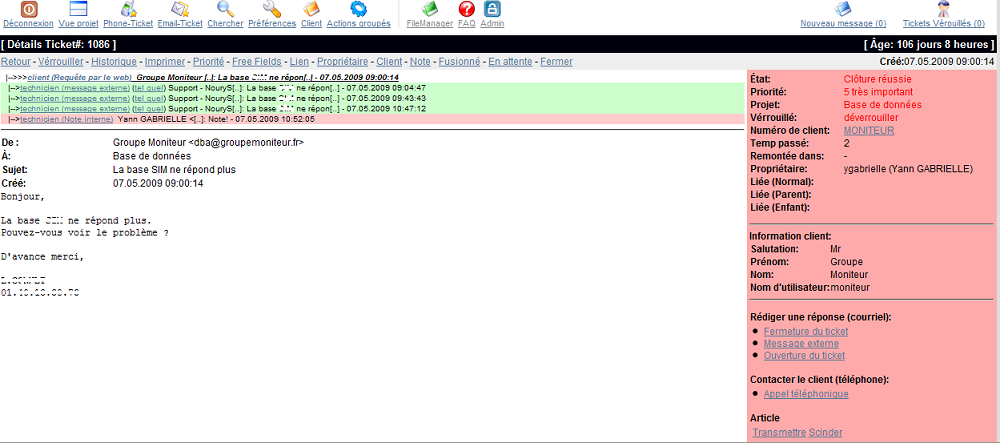 Déconnexion Vue projet Phone-Ticket Email-Ticket Chercher Préférences Client Actions groupés FileManager FAQ Admin Nouveau message (0) Tickets Vérouillés (0)
[ Détails Ticket#: 1086 ] [ Âge: 106 jours 8 heures ]
Retour - Vérrouiller - Historique - Imprimer - Priorité - Free Fields - Lien - Propriétaire - Client - Note - Fusionné - En attente - Fermer Créé:07.05.2009 09:00:14
|-->>>client (Requête par le web) Groupe Moniteur [..]: La base ne répon[..] - 07.05.2009 09:00:14
|-->technicien (message externe) (tel quel) Support - NouryS[..]: La base ne répon[..] - 07.05.2009 09:04:47
|-->technicien (message externe) (tel quel) Support - NouryS[..]: La base ne répon[..] - 07.05.2009 09:43:43
|-->technicien (message externe) (tel quel) Support - NouryS[..]: La base ne répon[..] - 07.05.2009 10:47:12
|-->technicien (Note interne) Yann GABRIELLE <[..]: Note! - 07.05.2009 10:52:05
De : Groupe Moniteur <dba@groupemoniteur.fr>
À: Base de données
Sujet: La base SIM ne répond plus
Créé: 07.05.2009 09:00:14
Bonjour,
La base ne répond plus.
Pouvez-vous voir le problème ?
D'avance merci,
État: Clôture réussie
Priorité: 5 très important
Projet: Base de données
Vérrouillé: déverrouiller
Numéro de client: MONITEUR
Temp passé: 2
Remontée dans: -
Propriétaire: ygabrielle (Yann GABRIELLE)
Liée (Normal):
Liée (Parent):
Liée (Enfant):
Information client:
Salutation: Mr
Prénom: Groupe
Nom: Moniteur
Nom d'utilisateur: moniteur
Rédiger une réponse (courriel):
Fermeture du ticket
Message externe
Ouverture du ticket
Contacter le client (téléphone):
Appel téléphonique
Article
Transmettre Scinder